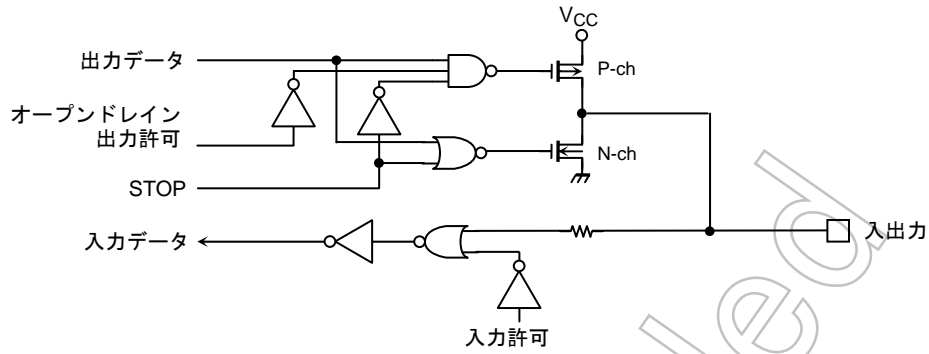 VCC
出力データ
P-ch
オープンドレイン
出力許可
N-ch
STOP
入力データ
入出力
入力許可
led